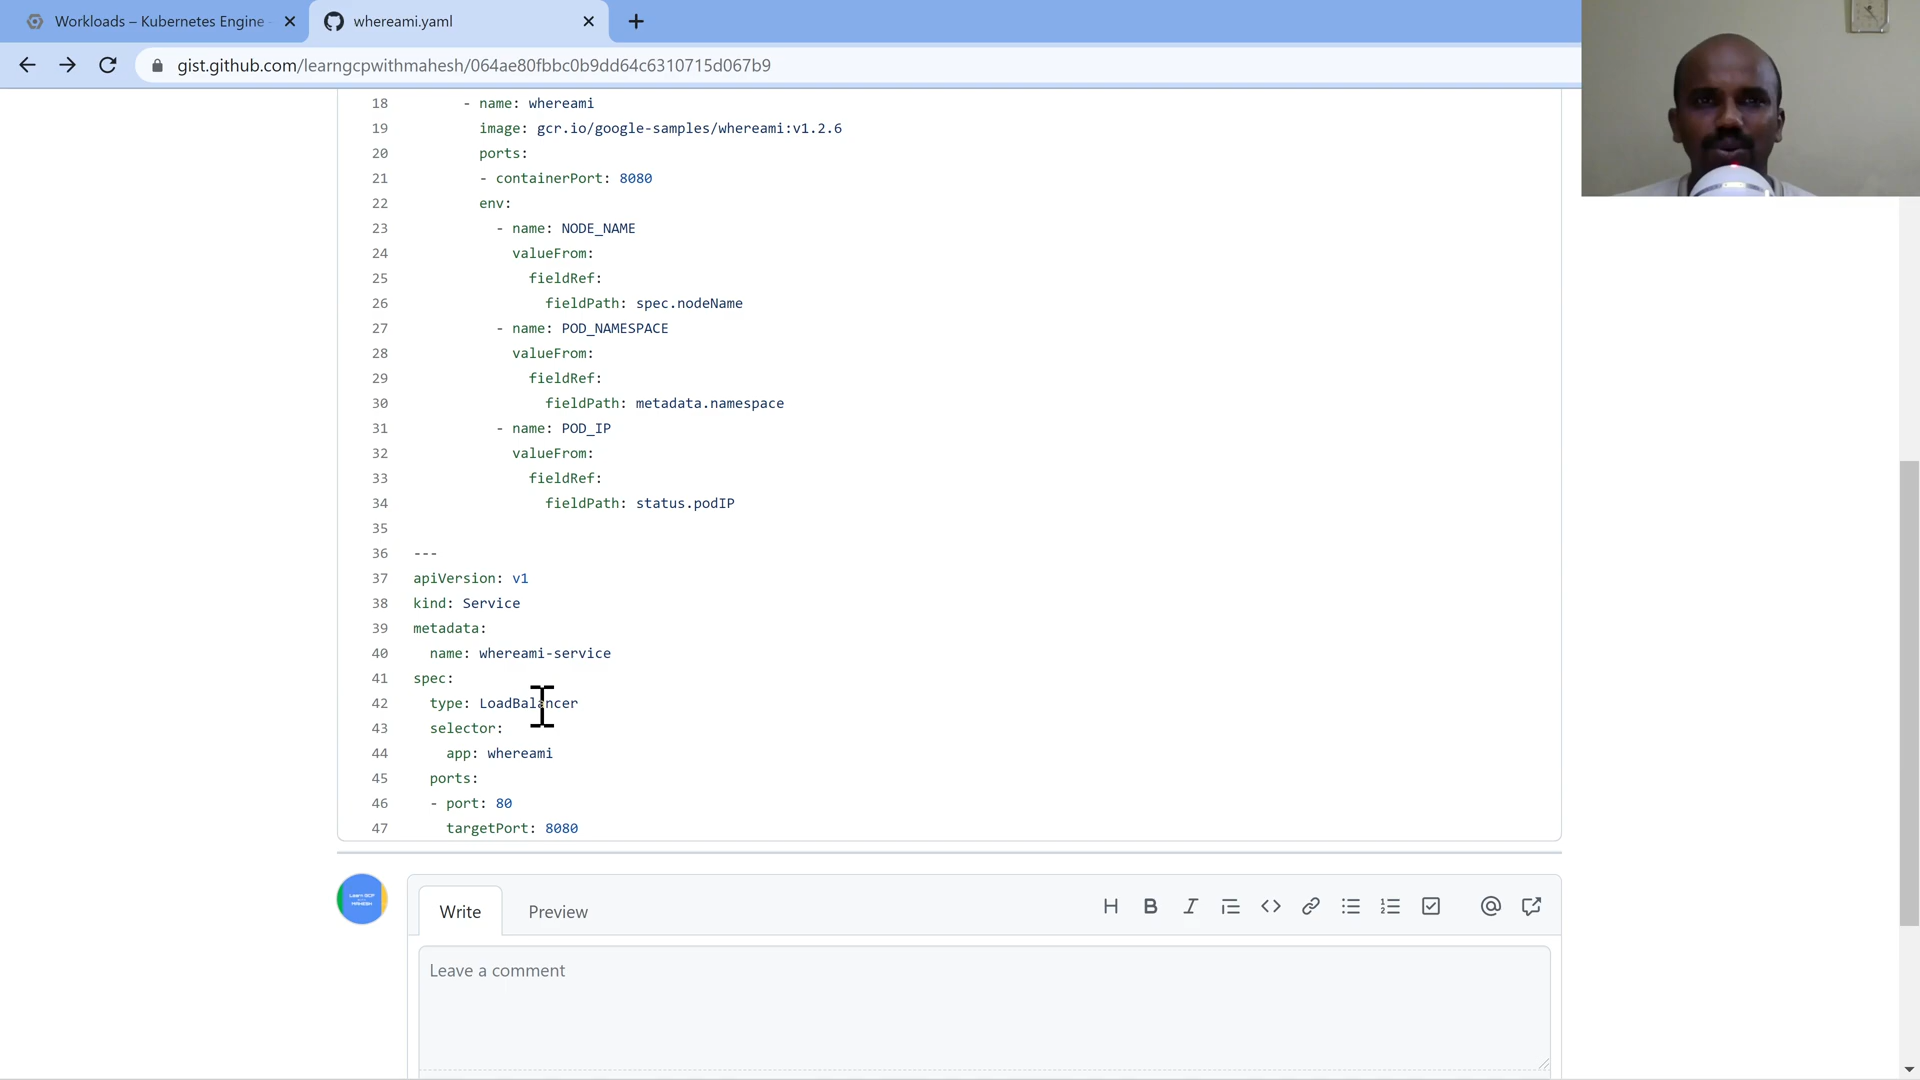 Workloads – Kubernetes Engine
whereami.yaml
gist.github.com/learngcpwithmahesh/064ae80fbbc0b9dd64c6310715d067b9
18 - name: whereami
19 image: gcr.io/google-samples/whereami:v1.2.6
20 ports:
21 - containerPort: 8080
22 env:
23 - name: NODE_NAME
24 valueFrom:
25 fieldRef:
26 fieldPath: spec.nodeName
27 - name: POD_NAMESPACE
28 valueFrom:
29 fieldRef:
30 fieldPath: metadata.namespace
31 - name: POD_IP
32 valueFrom:
33 fieldRef:
34 fieldPath: status.podIP
35
36 ---
37 apiVersion: v1
38 kind: Service
39 metadata:
40 name: whereami-service
41 spec:
42 type: LoadBalancer
43 selector:
44 app: whereami
45 ports:
46 - port: 80
47 targetPort: 8080
Learn GCP
Write Preview
Leave a comment